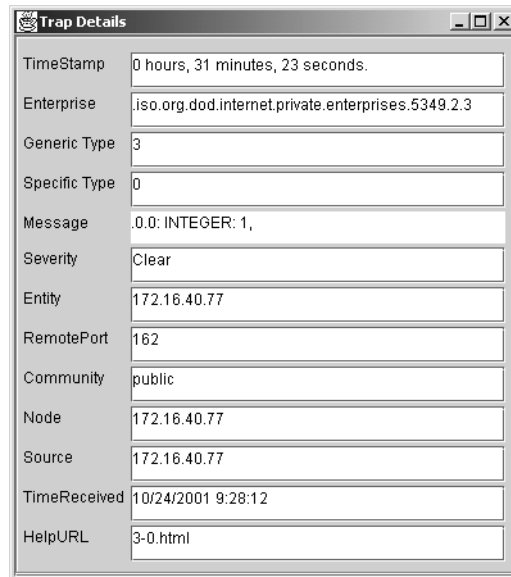 Trap Details
TimeStamp 0 hours, 31 minutes, 23 seconds.
Enterprise .iso.org.dod.internet.private.enterprises.5349.2.3
Generic Type 3
Specific Type 0
Message .0.0: INTEGER: 1,
Severity Clear
Entity 172.16.40.77
RemotePort 162
Community public
Node 172.16.40.77
Source 172.16.40.77
TimeReceived 10/24/2001 9:28:12
HelpURL 3-0.html